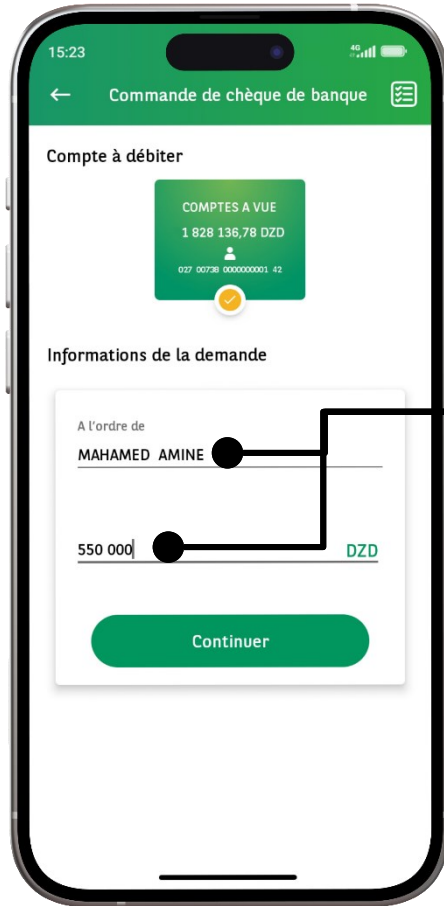 15:23
4G
Commande de chèque de banque
Compte à débiter
COMPTES A VUE
1 828 136,78 DZD
027 00738 0000000001 42
Informations de la demande
A l'ordre de
MAHAMED AMINE
550 000 DZD
Continuer